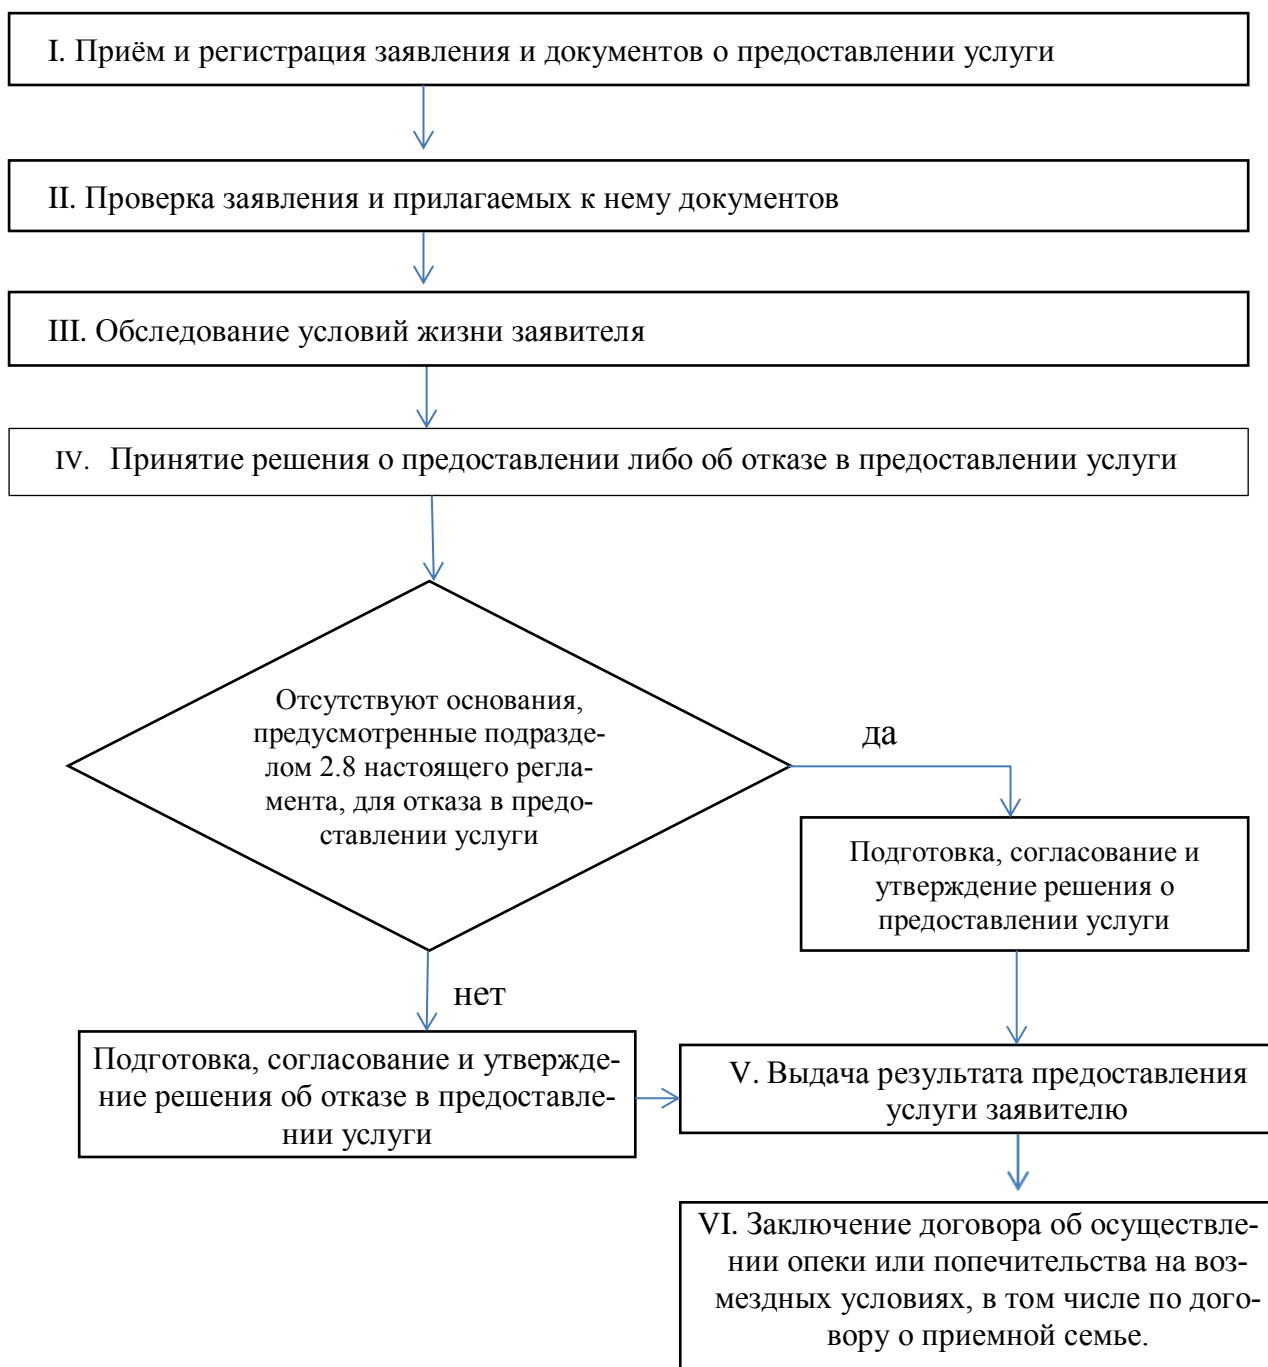 I. Приём и регистрация заявления и документов о предоставлении услуги
II. Проверка заявления и прилагаемых к нему документов
III. Обследование условий жизни заявителя
IV. Принятие решения о предоставлении либо об отказе в предоставлении услуги
Отсутствуют основания,
предусмотренные подразде-
лом 2.8 настоящего регла-
мента, для отказа в предо-
ставлении услуги
да
Подготовка, согласование и
утверждение решения о
предоставлении услуги
нет
Подготовка, согласование и утвержде-
ние решения об отказе в предоставле-
нии услуги
V. Выдача результата предоставления
услуги заявителю
VI. Заключение договора об осуществле-
нии опеки или попечительства на воз-
мездных условиях, в том числе по дого-
вору о приемной семье.